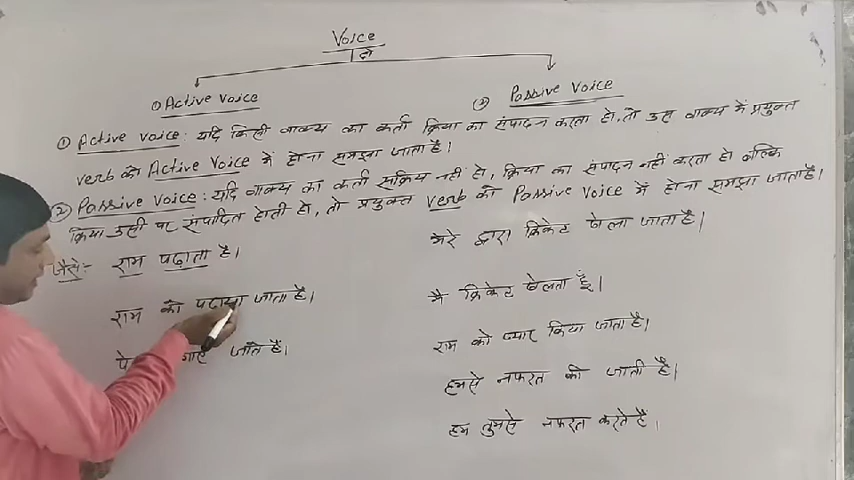 Voice
दो
① Active Voice
② Passive Voice
① Active Voice : यदि किसी वाक्य का कर्ता क्रिया का संपादन करता हो, तो उस वाक्य में प्रयुक्त
verb को Active Voice में होना समझा जाता है।
② Passive Voice : यदि वाक्य का कर्ता सक्रिय नहीं हो, क्रिया का संपादन नहीं करता हो बल्कि
क्रिया उसी पर संपादित होती हो, तो प्रयुक्त verb को Passive Voice में होना समझा जाता है।
जैसे:- राम पढ़ाता है।
राम को पढाया जाता है।
जाते हैं।
मेरे द्वारा क्रिकेट खेला जाता है।
मै क्रिकेट खेलता हूँ।
राम को प्यार किया जाता है।
हमसे नफरत की जाती है।
हम तुमसे नफरत करते है।